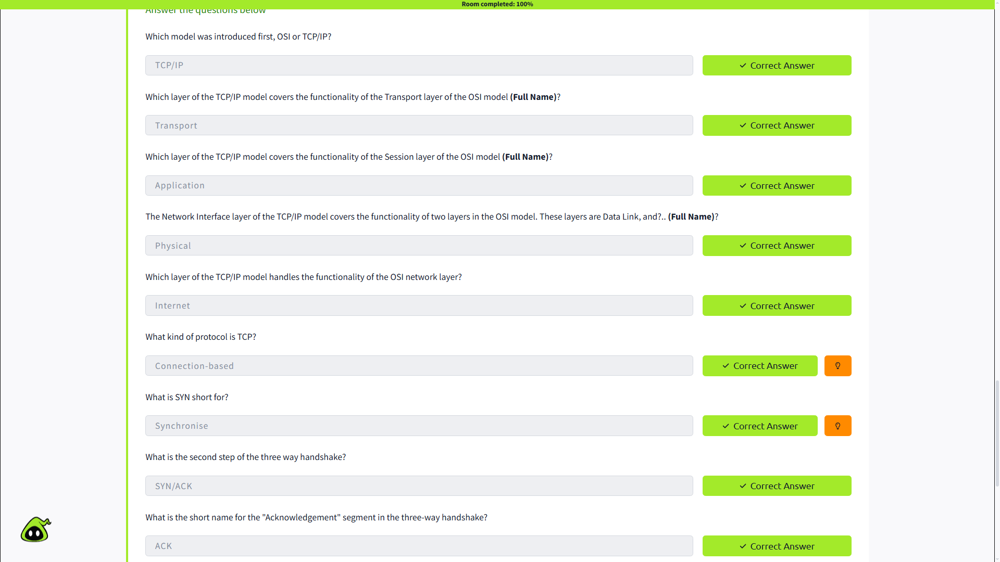 Room completed: 100%
Answer the questions below
Which model was introduced first, OSI or TCP/IP?
TCP/IP
Correct Answer
Which layer of the TCP/IP model covers the functionality of the Transport layer of the OSI model (Full Name)?
Transport
Correct Answer
Which layer of the TCP/IP model covers the functionality of the Session layer of the OSI model (Full Name)?
Application
Correct Answer
The Network Interface layer of the TCP/IP model covers the functionality of two layers in the OSI model. These layers are Data Link, and?.. (Full Name)?
Physical
Correct Answer
Which layer of the TCP/IP model handles the functionality of the OSI network layer?
Internet
Correct Answer
What kind of protocol is TCP?
Connection-based
Correct Answer
What is SYN short for?
Synchronise
Correct Answer
What is the second step of the three way handshake?
SYN/ACK
Correct Answer
What is the short name for the "Acknowledgement" segment in the three-way handshake?
ACK
Correct Answer